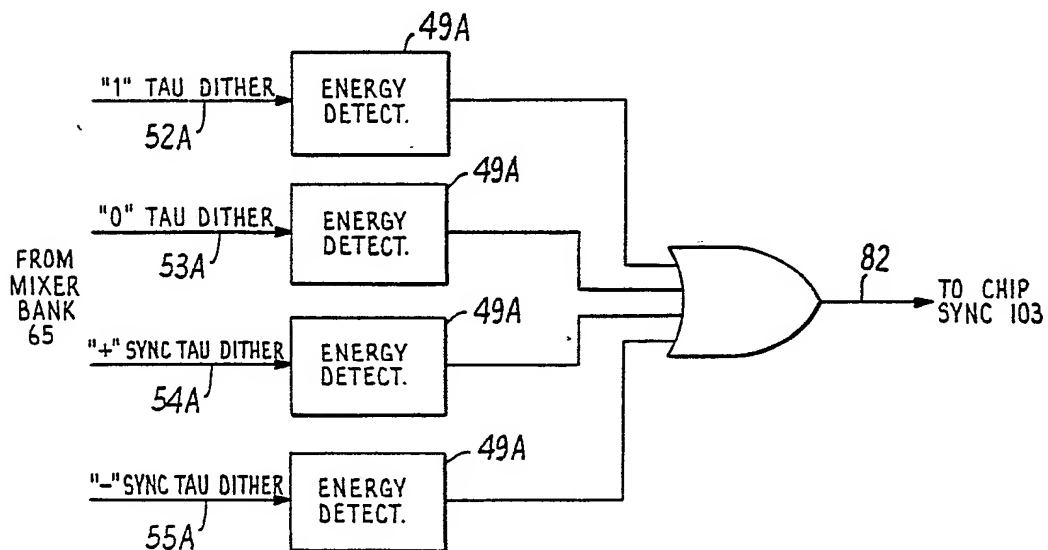 49A
"1" TAU DITHER
ENERGY
DETECT.
52A
49A
"0" TAU DITHER
ENERGY
DETECT.
53A
FROM
MIXER
BANK
65
82
TO CHIP
SYNC 103
49A
"+" SYNC TAU DITHER
ENERGY
DETECT.
54A
49A
"−" SYNC TAU DITHER
ENERGY
DETECT.
55A